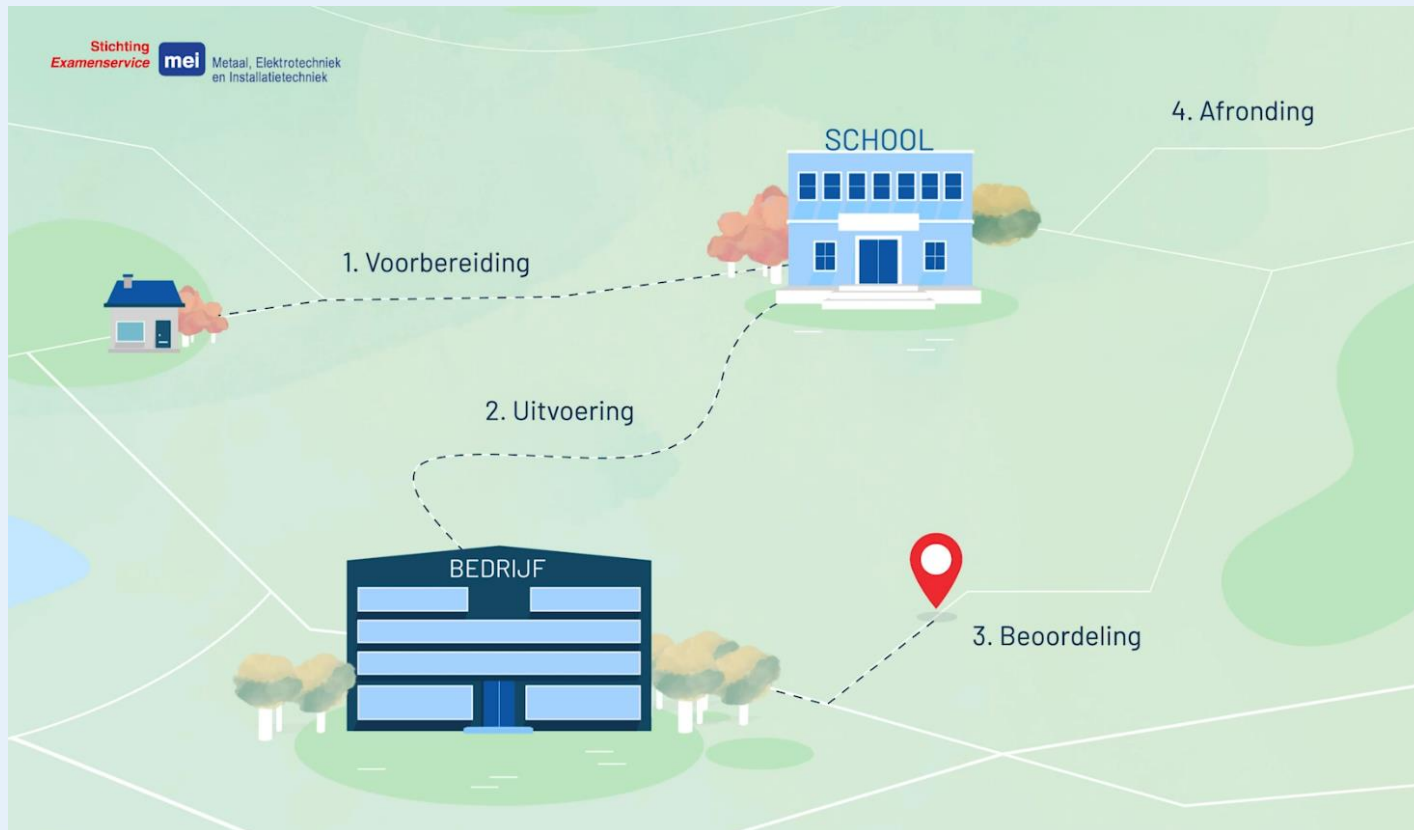 Stichting
Examenservice
mei
Metaal, Elektrotechniek
en Installatietechniek
4. Afronding
SCHOOL
1. Voorbereiding
2. Uitvoering
BEDRIJF
3. Beoordeling